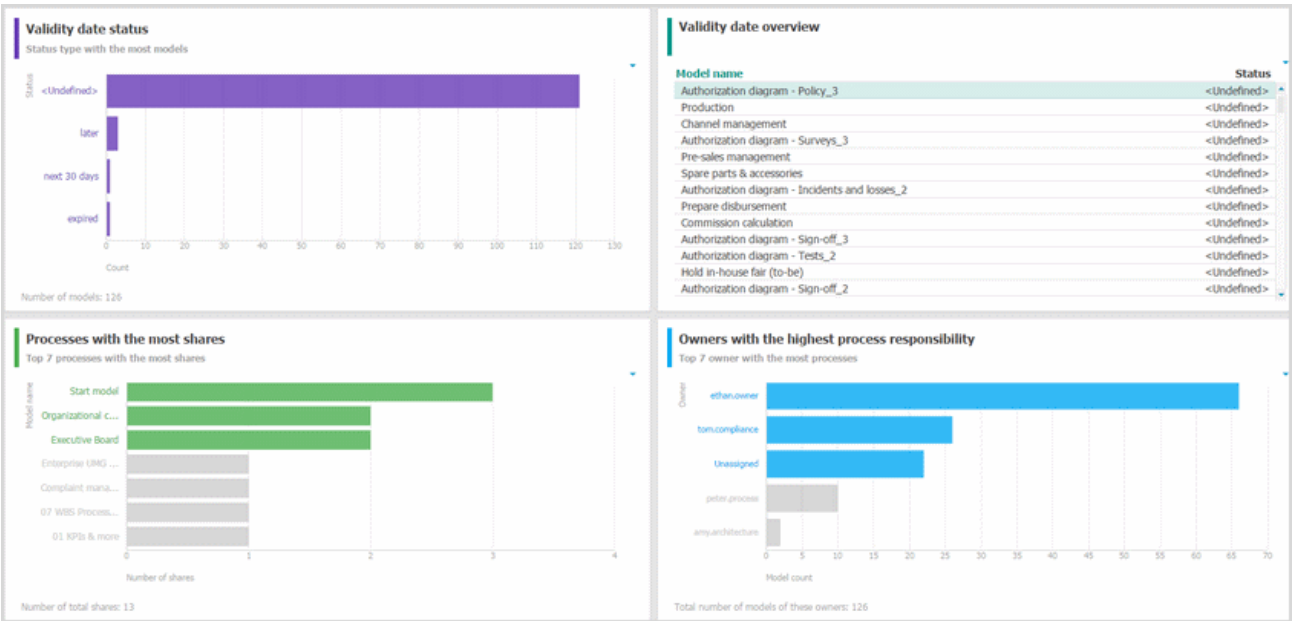 Validity date status
Status type with the most models
Status
<Undefined>
later
next 30 days
expired
0 10 20 30 40 50 60 70 80 90 100 110 120 130
Count
Number of models: 126
Validity date overview
Model name Status
Authorization diagram - Policy_3 <Undefined>
Production <Undefined>
Channel management <Undefined>
Authorization diagram - Surveys_3 <Undefined>
Pre-sales management <Undefined>
Spare parts & accessories <Undefined>
Authorization diagram - Incidents and losses_2 <Undefined>
Prepare disbursement <Undefined>
Commission calculation <Undefined>
Authorization diagram - Sign-off_3 <Undefined>
Authorization diagram - Tests_2 <Undefined>
Hold in-house fair (to-be) <Undefined>
Authorization diagram - Sign-off_2 <Undefined>
Processes with the most shares
Top 7 processes with the most shares
Model name
Start model
Organizational c...
Executive Board
Enterprise UMG ...
Complaint mana...
07 WBS Process...
01 KPIs & more
0 1 2 3 4
Number of shares
Number of total shares: 13
Owners with the highest process responsibility
Top 7 owner with the most processes
Owner
ethan.owner
tom.compliance
Unassigned
peter.process
amy.architecture
0 5 10 15 20 25 30 35 40 45 50 55 60 65 70
Model count
Total number of models of these owners: 126